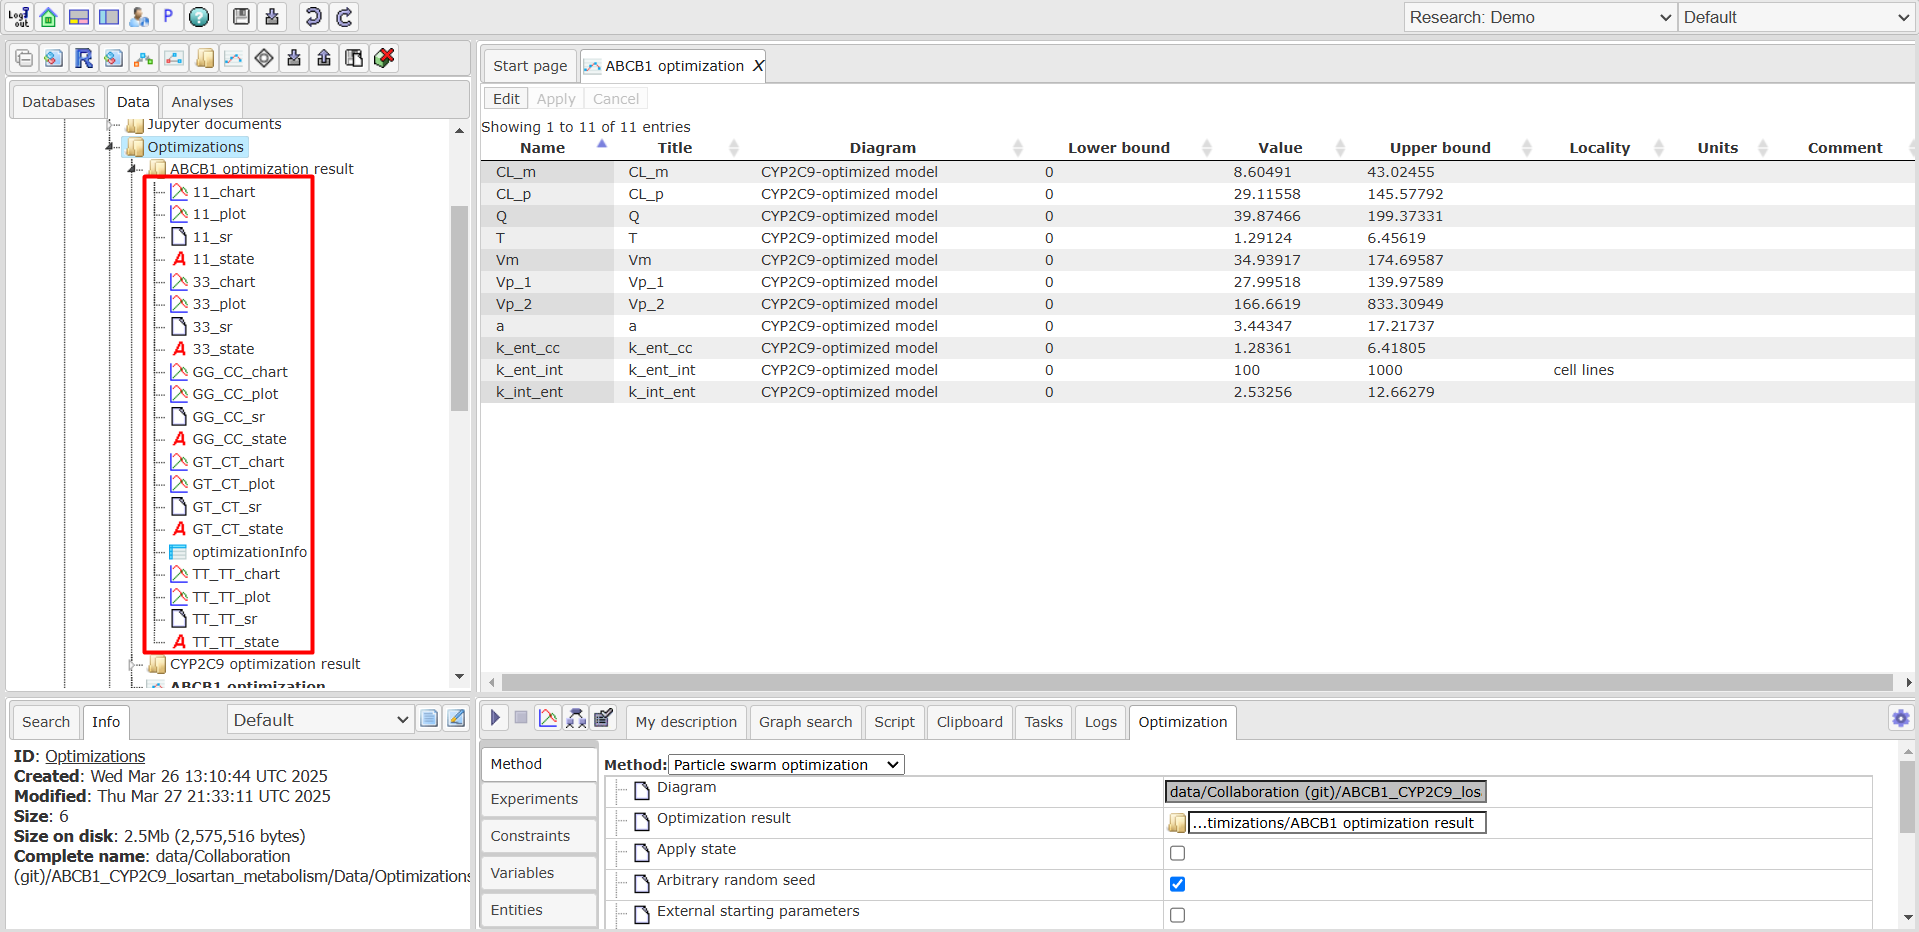 Log out
P
?
Research: Demo
Default
R
Databases
Data
Analyses
Jupyter documents
Optimizations
ABCB1 optimization result
11_chart
11_plot
11_sr
11_state
33_chart
33_plot
33_sr
33_state
GG_CC_chart
GG_CC_plot
GG_CC_sr
GG_CC_state
GT_CT_chart
GT_CT_plot
GT_CT_sr
GT_CT_state
optimizationInfo
TT_TT_chart
TT_TT_plot
TT_TT_sr
TT_TT_state
CYP2C9 optimization result
ABCB1 optimization
Start page
ABCB1 optimization X
Edit Apply Cancel
Showing 1 to 11 of 11 entries
Name Title Diagram Lower bound Value Upper bound Locality Units Comment
CL_m CL_m CYP2C9-optimized model 0 8.60491 43.02455
CL_p CL_p CYP2C9-optimized model 0 29.11558 145.57792
Q Q CYP2C9-optimized model 0 39.87466 199.37331
T T CYP2C9-optimized model 0 1.29124 6.45619
Vm Vm CYP2C9-optimized model 0 34.93917 174.69587
Vp_1 Vp_1 CYP2C9-optimized model 0 27.99518 139.97589
Vp_2 Vp_2 CYP2C9-optimized model 0 166.6619 833.30949
a a CYP2C9-optimized model 0 3.44347 17.21737
k_ent_cc k_ent_cc CYP2C9-optimized model 0 1.28361 6.41805
k_ent_int k_ent_int CYP2C9-optimized model 0 100 1000 cell lines
k_int_ent k_int_ent CYP2C9-optimized model 0 2.53256 12.66279
Search
Info
Default
ID: Optimizations
Created: Wed Mar 26 13:10:44 UTC 2025
Modified: Thu Mar 27 21:33:11 UTC 2025
Size: 6
Size on disk: 2.5Mb (2,575,516 bytes)
Complete name: data/Collaboration
(git)/ABCB1_CYP2C9_losartan_metabolism/Data/Optimizations
My description
Graph search
Script
Clipboard
Tasks
Logs
Optimization
Method
Experiments
Constraints
Variables
Entities
Method: Particle swarm optimization
Diagram data/Collaboration (git)/ABCB1_CYP2C9_los
Optimization result ...timizations/ABCB1 optimization result
Apply state
Arbitrary random seed
External starting parameters